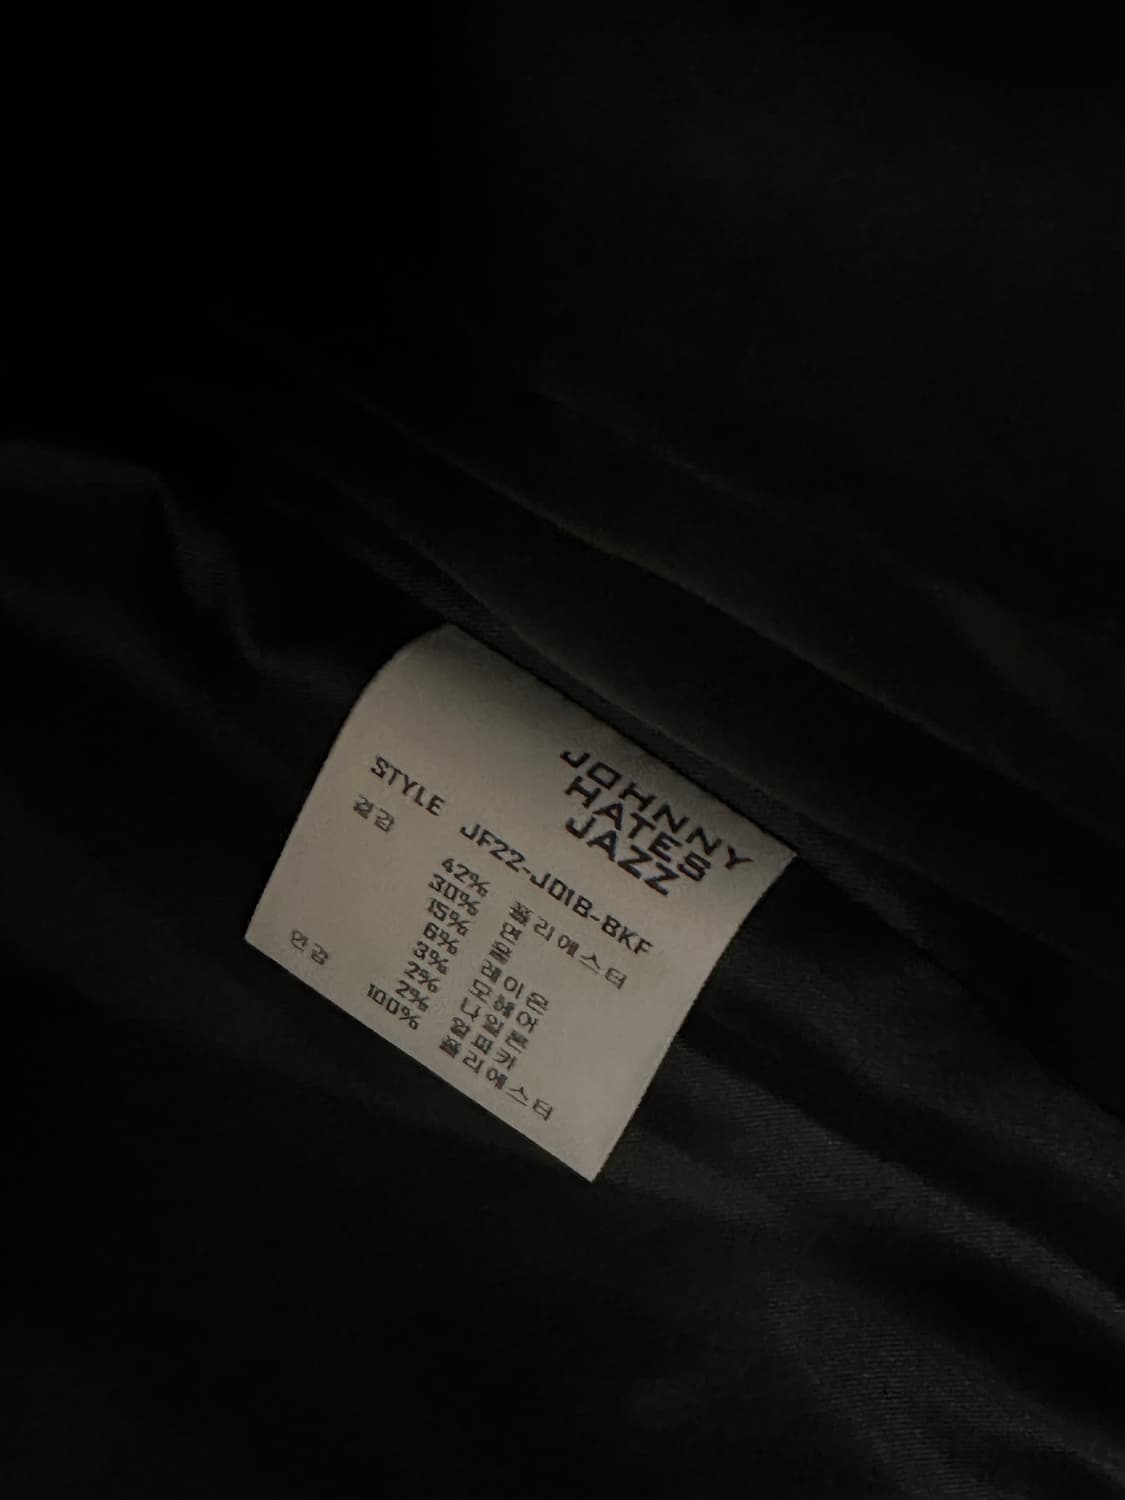 JOHNNY
HATES
JAZZ
STYLE JF22-J01B-BKF
겉감 42% 폴리에스터
30% 면
15% 울
6% 레이온
3% 모헤어
2% 나일론
2% 알파카
안감 100% 폴리에스터